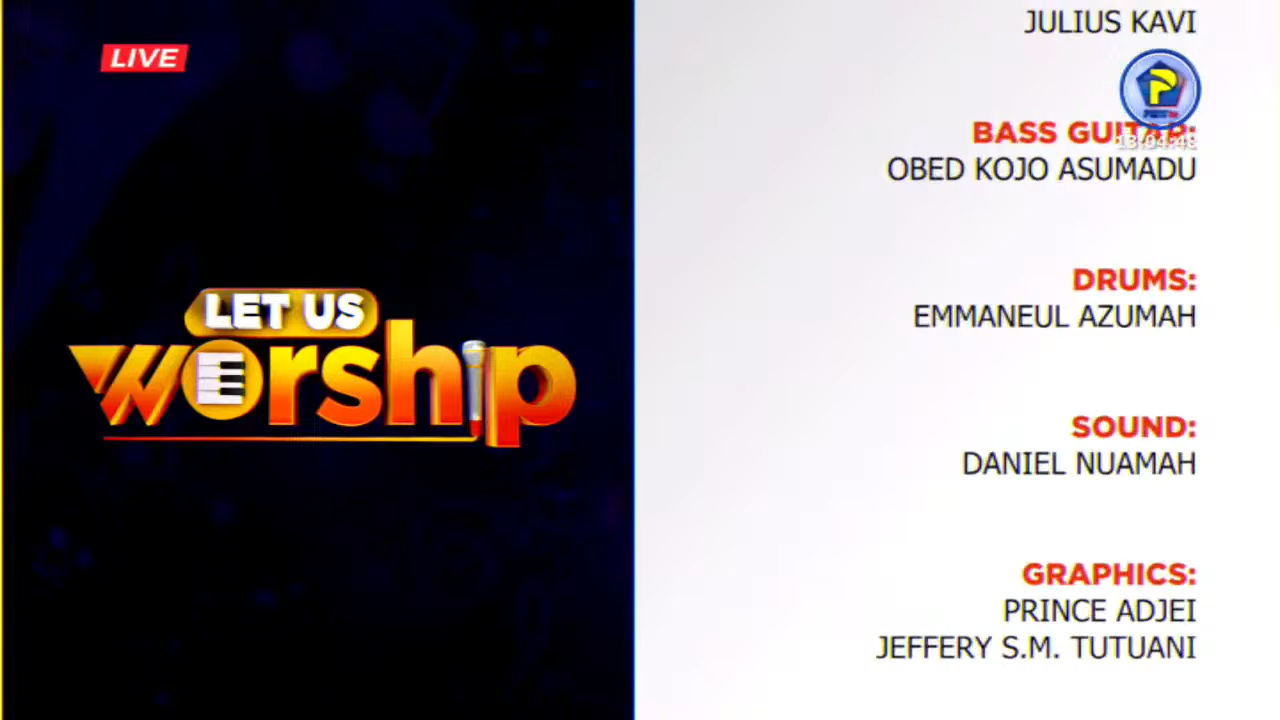 LIVE
LET US
worship
JULIUS KAVI
BASS GUITAR:
OBED KOJO ASUMADU
DRUMS:
EMMANEUL AZUMAH
SOUND:
DANIEL NUAMAH
GRAPHICS:
PRINCE ADJEI
JEFFERY S.M. TUTUANI